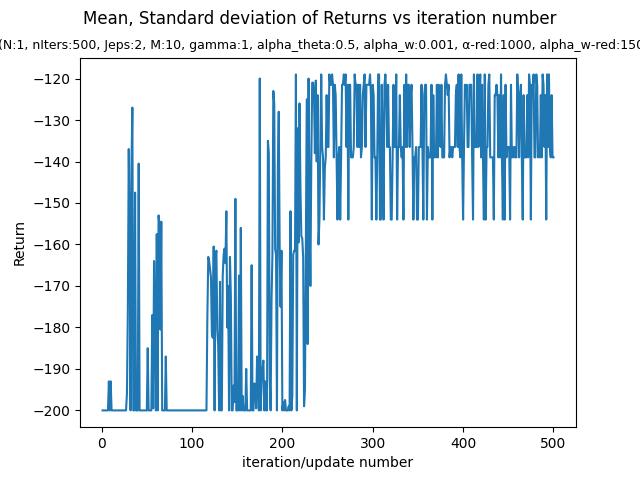 Mean, Standard deviation of Returns vs iteration number
(N:1, nIters:500, Jeps:2, M:10, gamma:1, alpha_theta:0.5, alpha_w:0.001, α-red:1000, alpha_w-red:150
−120
−130
−140
−150
−160
−170
−180
−190
−200
Return
0 100 200 300 400 500
iteration/update number